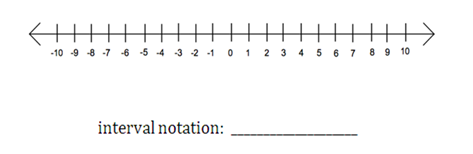 -10 -9 -8 -7 -6 -5 -4 -3 -2 -1 0 1 2 3 4 5 6 7 8 9 10
interval notation: ____________________